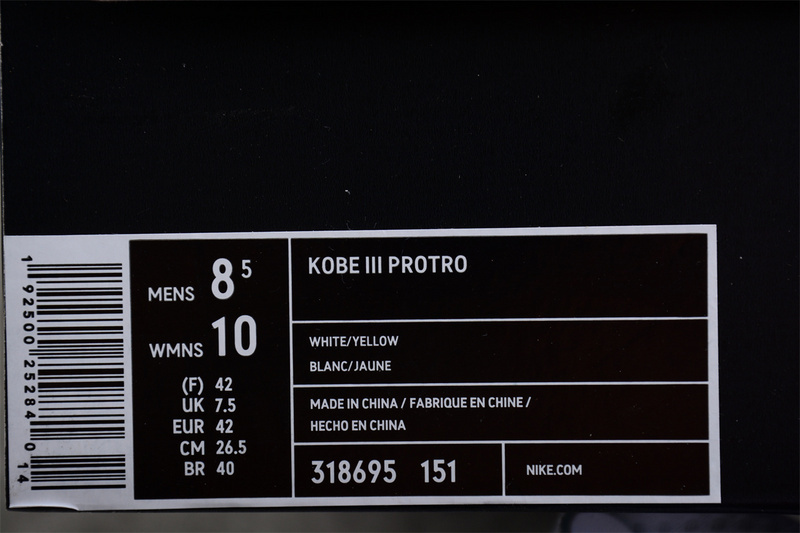 1 92500 25284 0 14
MENS 8 5
WMNS 10
(F) 42
UK 7.5
EUR 42
CM 26.5
BR 40
KOBE III PROTRO
WHITE/YELLOW
BLANC/JAUNE
MADE IN CHINA / FABRIQUE EN CHINE /
HECHO EN CHINA
318695 151
NIKE.COM